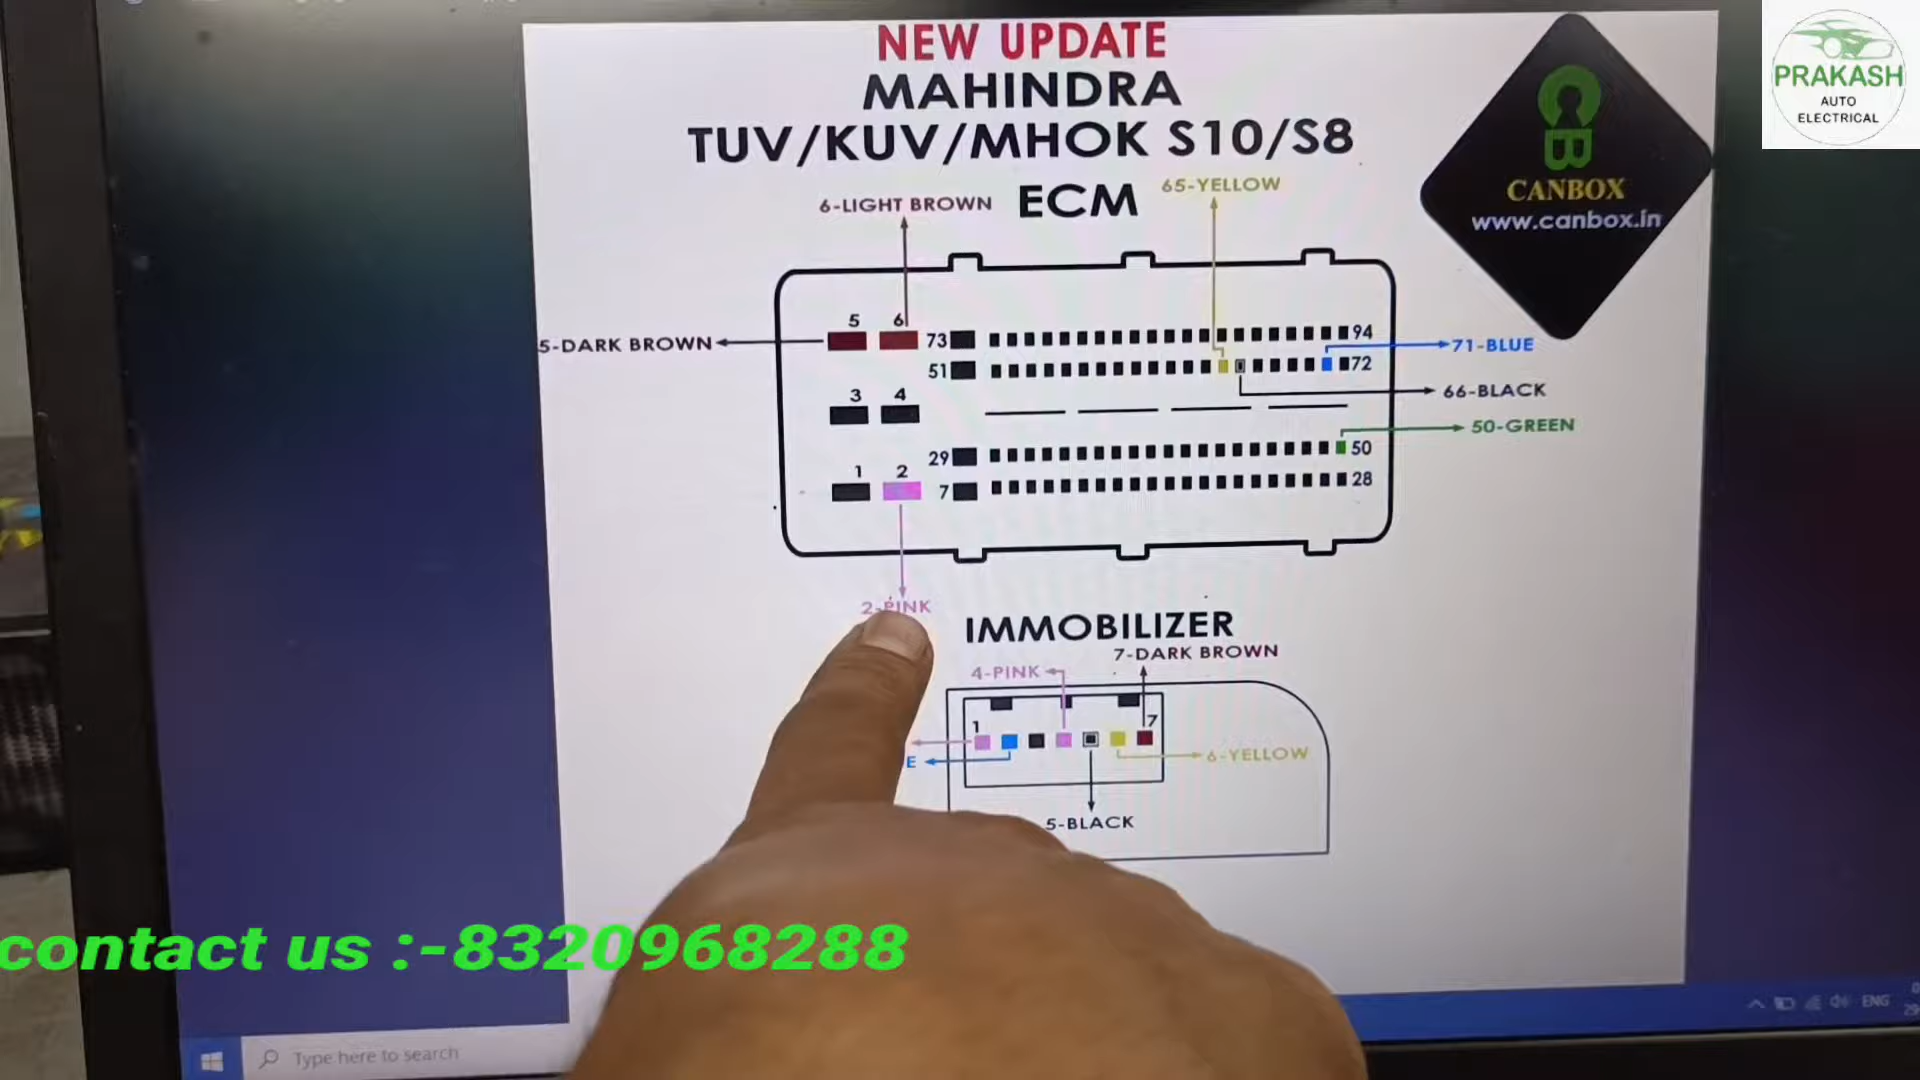 NEW UPDATE
MAHINDRA
TUV/KUV/MHOK S10/S8
ECM
6-LIGHT BROWN
65-YELLOW
CB
CANBOX
www.canbox.in
PRAKASH
AUTO
ELECTRICAL
5-DARK BROWN
5 6
73 94
71-BLUE
51 72
66-BLACK
3 4
50-GREEN
29 50
1 2
7 28
2-PINK
IMMOBILIZER
7-DARK BROWN
4-PINK
1 7
E
6-YELLOW
5-BLACK
contact us :-8320968288
ENG
Type here to search